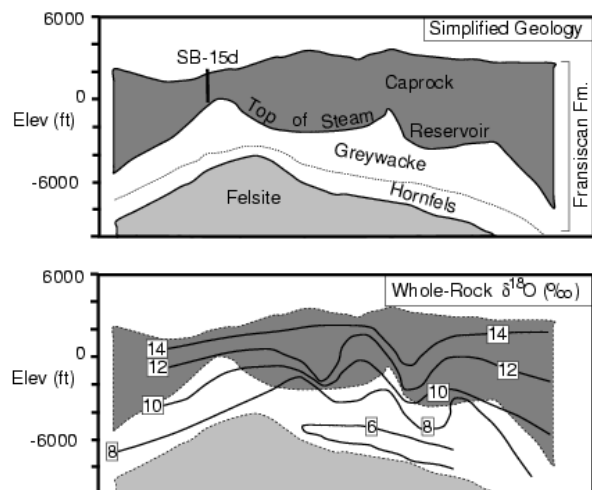 6000
Simplified Geology
SB-15d
Caprock
0
Elev (ft)
Top of Steam Reservoir
Greywacke
-6000
Hornfels
Felsite
Fransiscan Fm.
6000
Whole-Rock δ18O (‰)
14
14
12
12
0
Elev (ft)
10
10
8
8
6
-6000